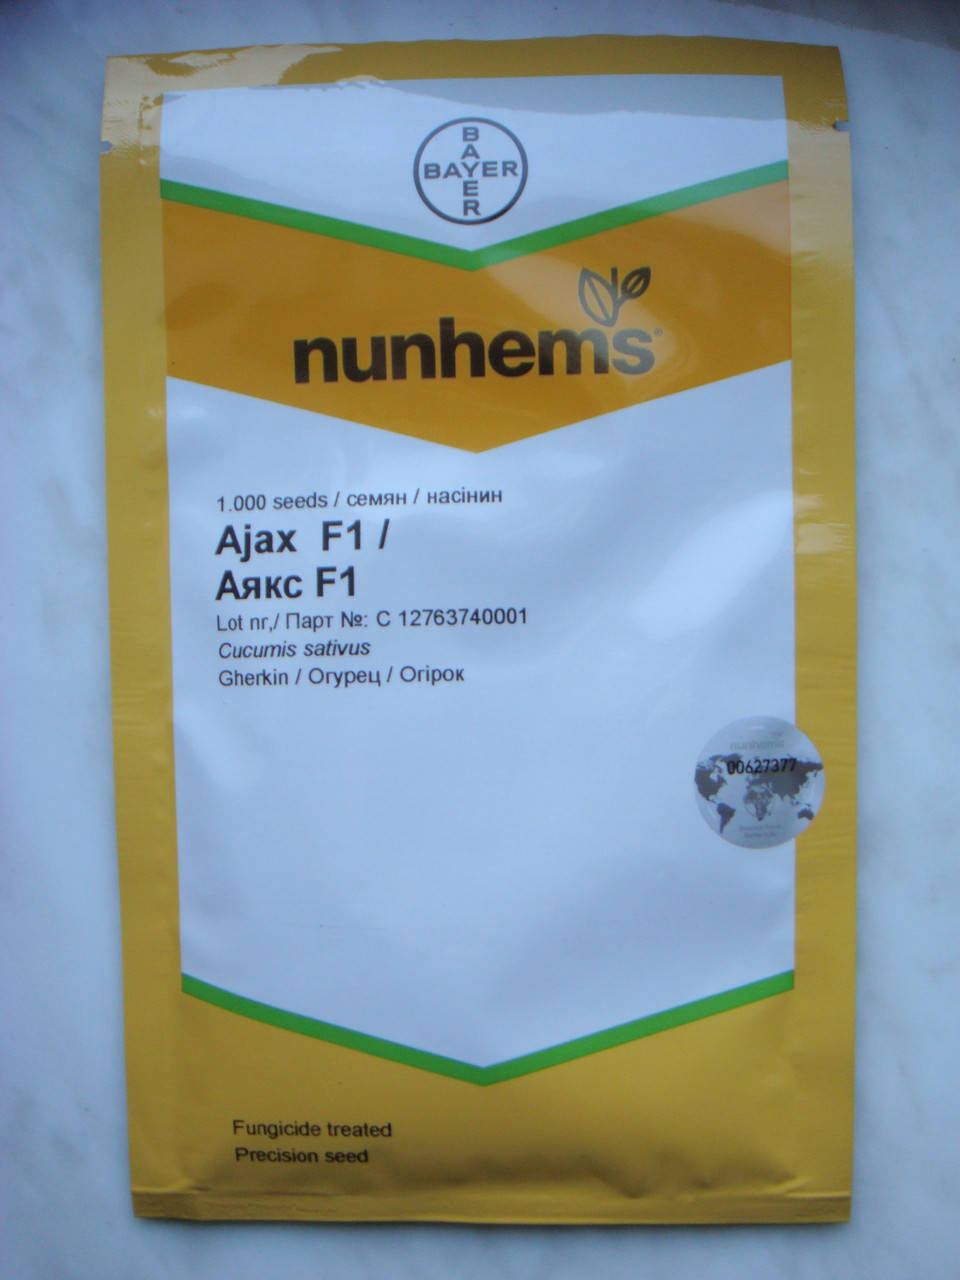 BAYER
BAYER
nunhems®
1.000 seeds / семян / насінин
Ajax F1 /
Аякс F1
Lot nr,/ Парт №: C 12763740001
Cucumis sativus
Gherkin / Огурец / Огірок
nunhems
00627377
Fungicide treated
Precision seed